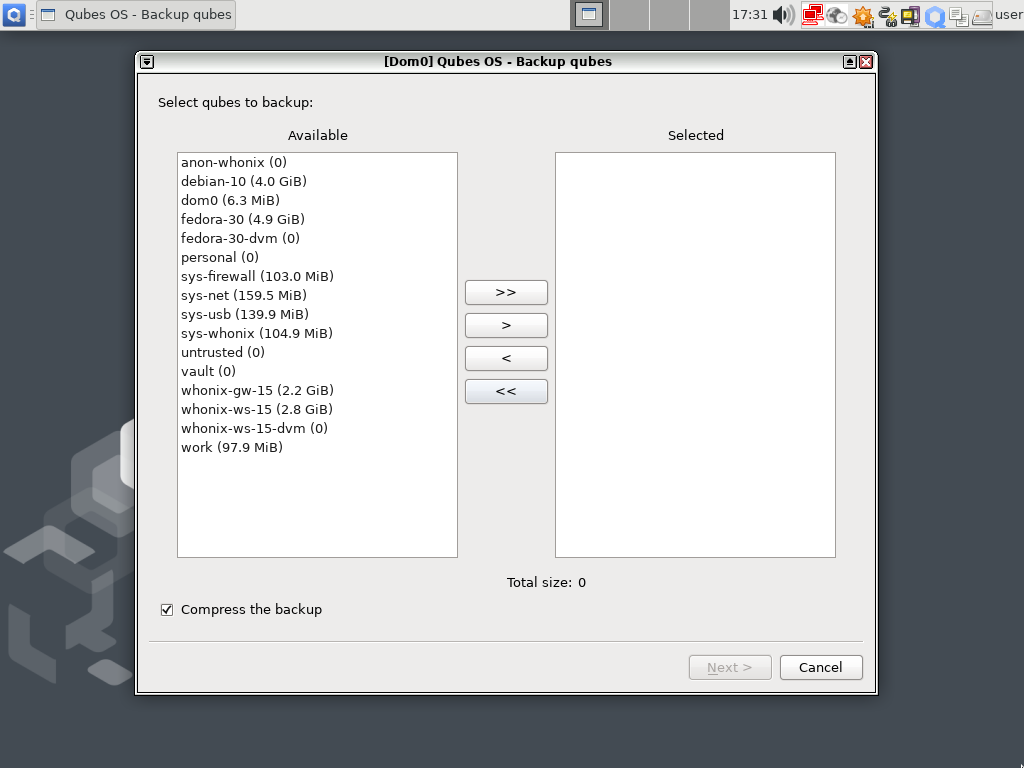 Qubes OS - Backup qubes
17:31
user
[Dom0] Qubes OS - Backup qubes
Select qubes to backup:
Available
Selected
anon-whonix (0)
debian-10 (4.0 GiB)
dom0 (6.3 MiB)
fedora-30 (4.9 GiB)
fedora-30-dvm (0)
personal (0)
sys-firewall (103.0 MiB)
sys-net (159.5 MiB)
sys-usb (139.9 MiB)
sys-whonix (104.9 MiB)
untrusted (0)
vault (0)
whonix-gw-15 (2.2 GiB)
whonix-ws-15 (2.8 GiB)
whonix-ws-15-dvm (0)
work (97.9 MiB)
>>
>
<
<<
Total size: 0
Compress the backup
Next >
Cancel